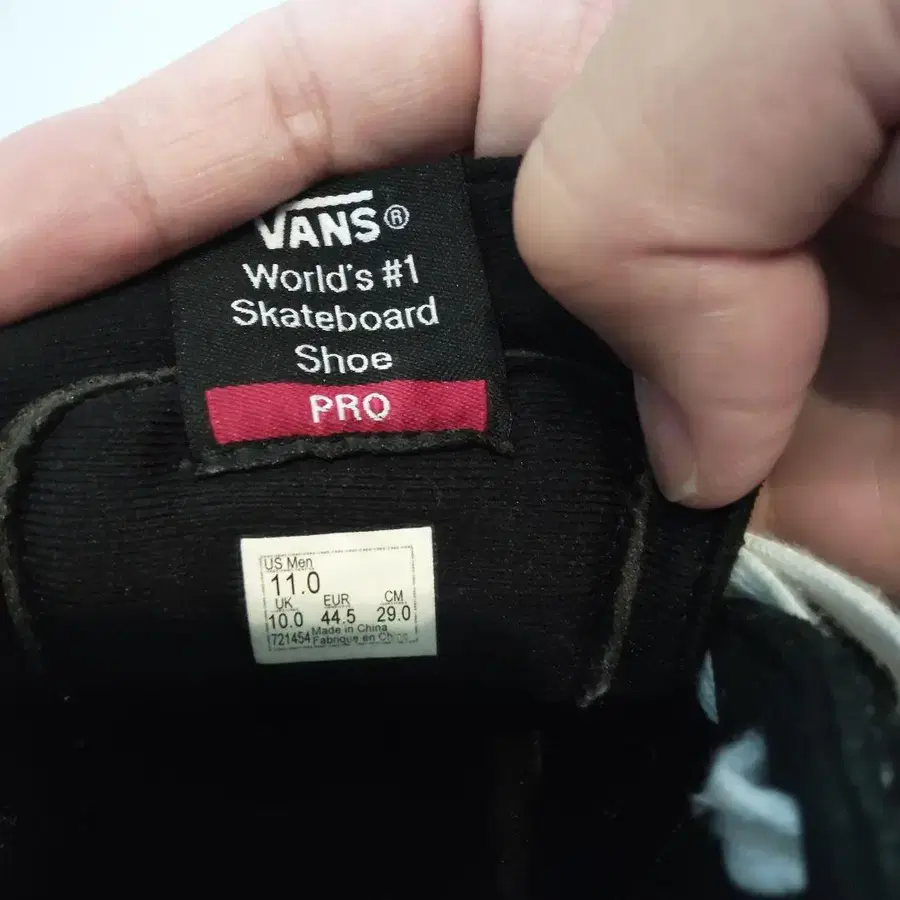 VANS®
World's #1
Skateboard
Shoe
PRO
US Men
11.0
UK EUR CM
10.0 44.5 29.0
721454 Made in China
Fabrique en Chine